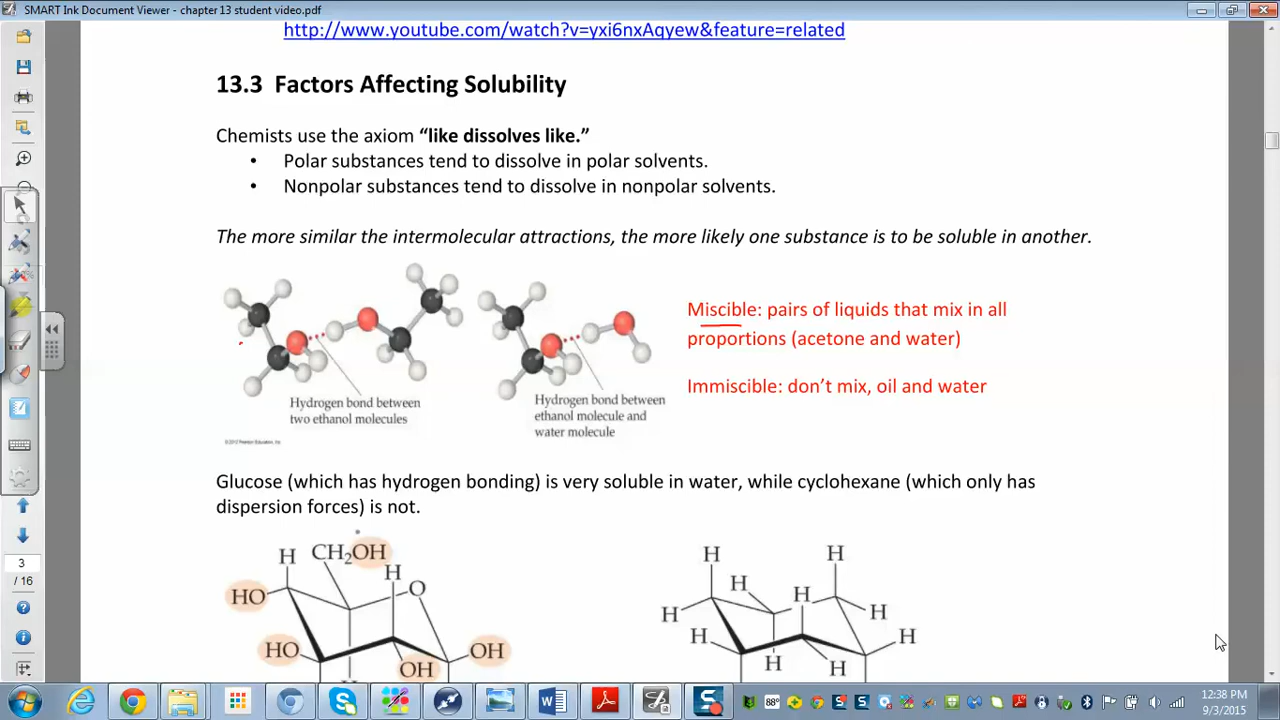 SMART Ink Document Viewer - chapter 13 student video.pdf
http://www.youtube.com/watch?v=yxi6nxAqyew&feature=related
13.3 Factors Affecting Solubility
Chemists use the axiom “like dissolves like.”
• Polar substances tend to dissolve in polar solvents.
• Nonpolar substances tend to dissolve in nonpolar solvents.
The more similar the intermolecular attractions, the more likely one substance is to be soluble in another.
Miscible: pairs of liquids that mix in all
proportions (acetone and water)
Immiscible: don’t mix, oil and water
Hydrogen bond between
two ethanol molecules
Hydrogen bond between
ethanol molecule and
water molecule
© 2012 Pearson Education, Inc.
Glucose (which has hydrogen bonding) is very soluble in water, while cyclohexane (which only has
dispersion forces) is not.
H CH₂OH
H
O
HO
HO
OH
OH
H H
H
H
H
H
H
H
H
H
3
/ 16
88°
12:38 PM
9/3/2015